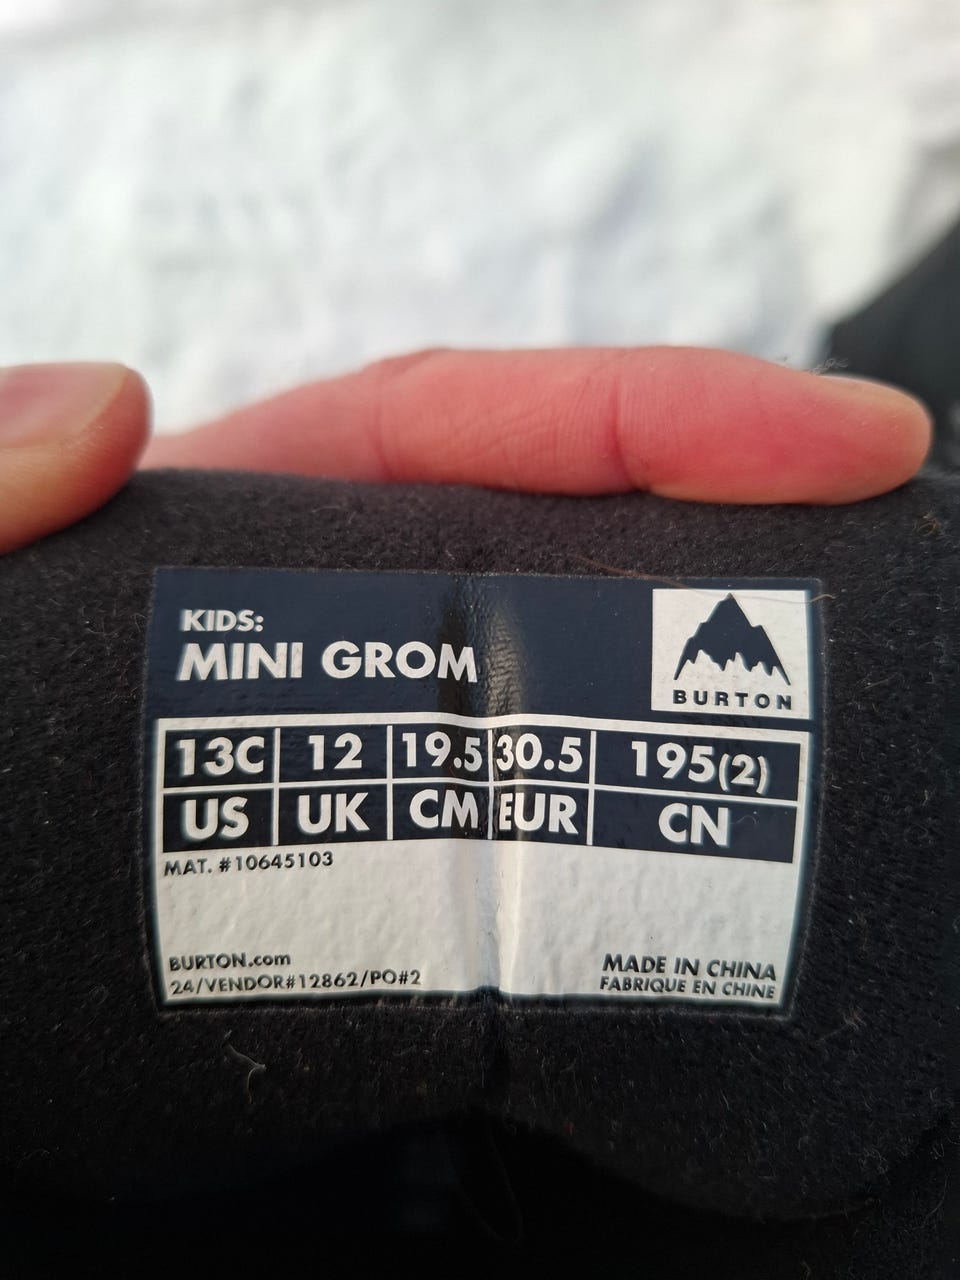 KIDS:
MINI GROM
BURTON
13C 12 19.5 30.5 195(2)
US UK CM EUR CN
MAT. #10645103
BURTON.com
24/VENDOR#12862/PO#2
MADE IN CHINA
FABRIQUE EN CHINE